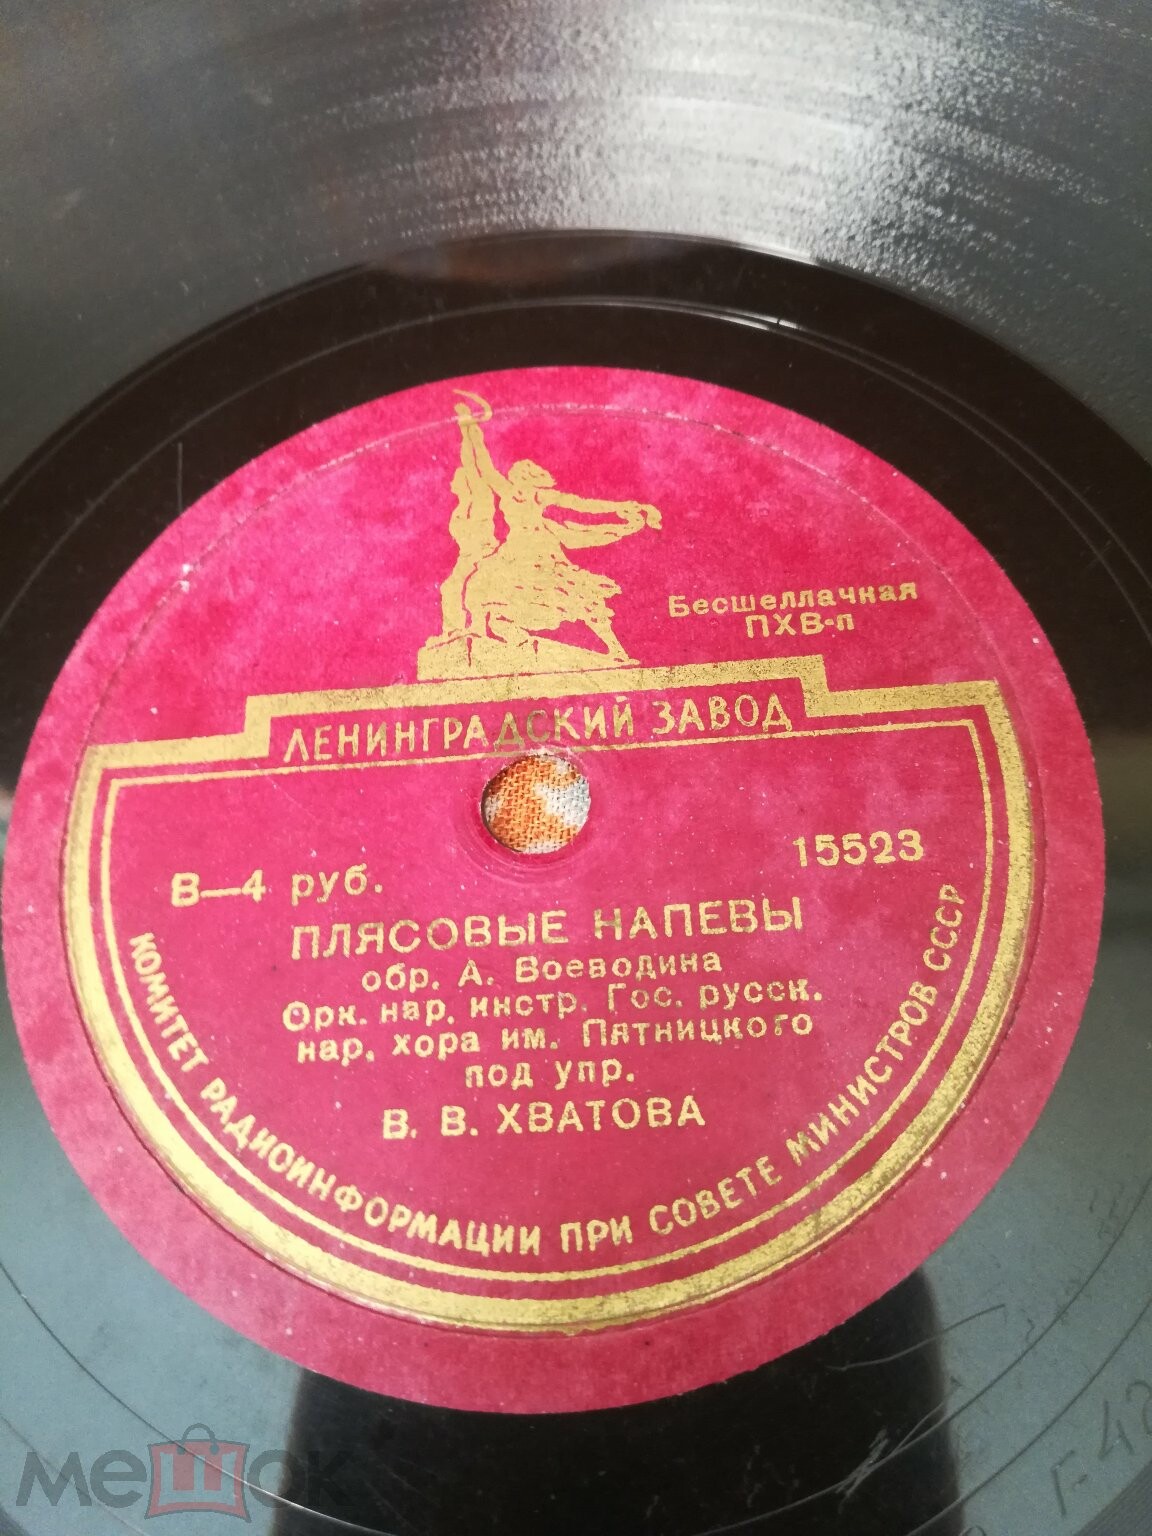 Бесшеллачная
ПХВ-п
ЛЕНИНГРАДСКИЙ ЗАВОД
В—4 руб.
15523
ПЛЯСОВЫЕ НАПЕВЫ
обр. А. Воеводина
Орк. нар. инстр. Гос. русск.
нар. хора им. Пятницкого
под упр.
В. В. ХВАТОВА
КОМИТЕТ РАДИОИНФОРМАЦИИ ПРИ СОВЕТЕ МИНИСТРОВ СССР
мешок